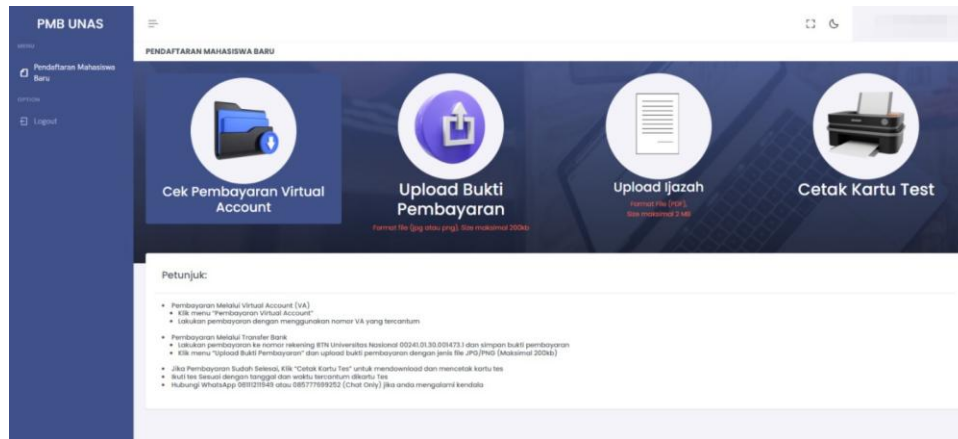 PMB UNAS
MENU
Pendaftaran Mahasiswa
Baru
OPTION
Logout
PENDAFTARAN MAHASISWA BARU
Cek Pembayaran Virtual
Account
Upload Bukti
Pembayaran
Format file (jpg atau png), Size maksimal 200kb
Upload Ijazah
Format File (PDF),
Size maksimal 2 MB
Cetak Kartu Test
Petunjuk:
Pembayaran Melalui Virtual Account (VA)
Klik menu "Pembayaran Virtual Account"
Lakukan pembayaran dengan menggunakan nomor VA yang tercantum
Pembayaran Melalui Transfer Bank
Lakukan pembayaran ke nomor rekening BTN Universitas Nasional 00241.01.30.001473.1 dan simpan bukti pembayaran
Klik menu "Upload Bukti Pembayaran" dan upload bukti pembayaran dengan jenis file JPG/PNG (Maksimal 200kb)
Jika Pembayaran Sudah Selesai, Klik "Cetak Kartu Tes" untuk mendownload dan mencetak kartu tes
Ikuti tes Sesuai dengan tanggal dan waktu tercantum dikartu Tes
Hubungi WhatsApp atau (Chat Only) jika anda mengalami kendala